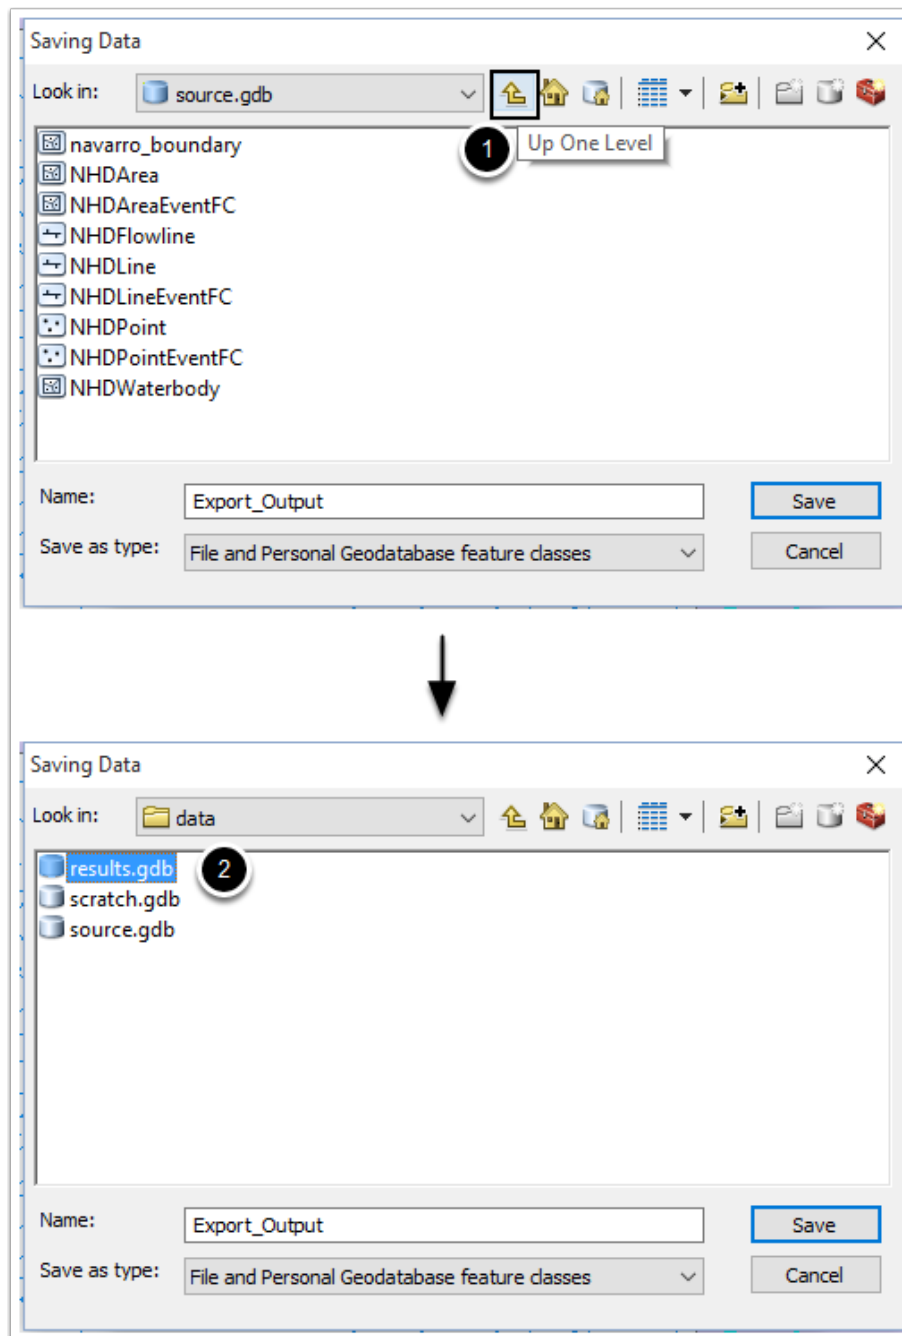 Saving Data
Look in: source.gdb
1 Up One Level
navarro_boundary
NHDArea
NHDAreaEventFC
NHDFlowline
NHDLine
NHDLineEventFC
NHDPoint
NHDPointEventFC
NHDWaterbody
Name: Export_Output Save
Save as type: File and Personal Geodatabase feature classes Cancel
Saving Data
Look in: data
results.gdb 2
scratch.gdb
source.gdb
Name: Export_Output Save
Save as type: File and Personal Geodatabase feature classes Cancel